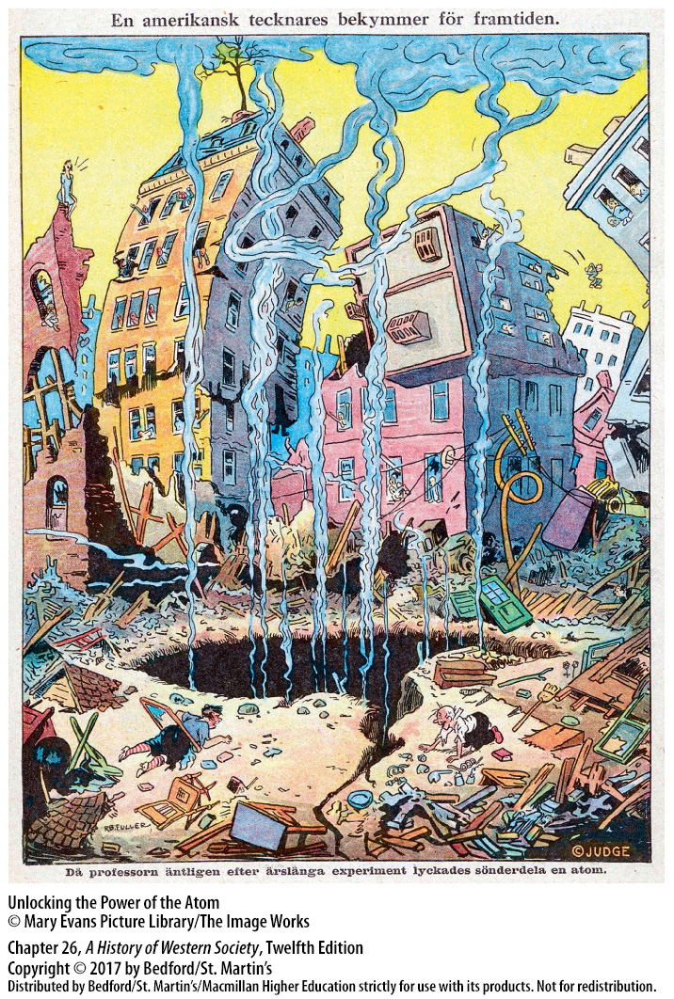 En amerikansk tecknares bekymmer för framtiden.
R.B. FULLER
© JUDGE
Då professorn äntligen efter årslånga experiment lyckades sönderdela en atom.
Unlocking the Power of the Atom
© Mary Evans Picture Library/The Image Works
Chapter 26, A History of Western Society, Twelfth Edition
Copyright © 2017 by Bedford/St. Martin's
Distributed by Bedford/St. Martin's/Macmillan Higher Education strictly for use with its products. Not for redistribution.